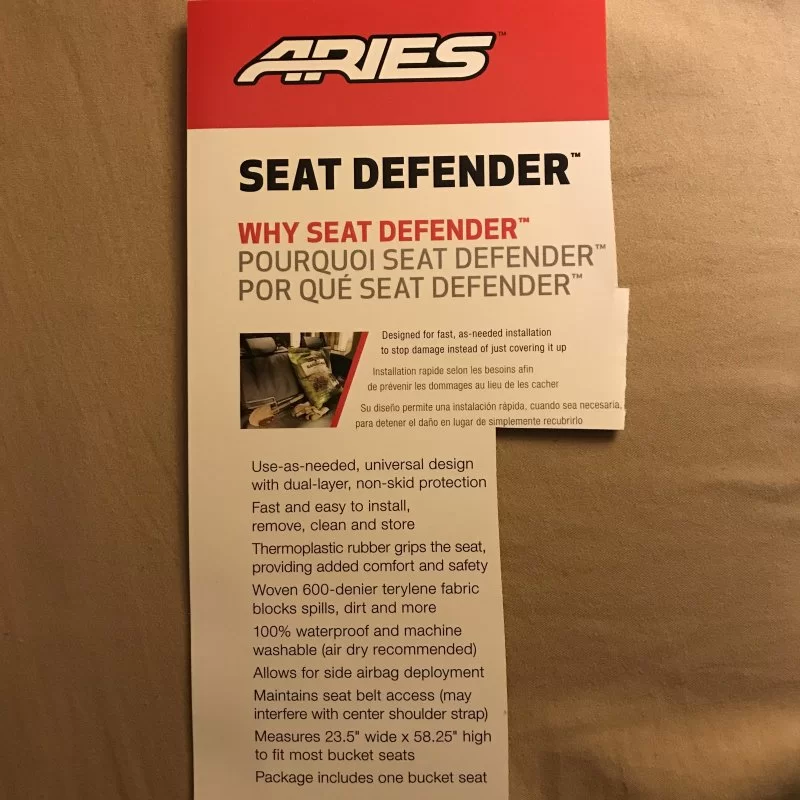 ARIES™
SEAT DEFENDER™
WHY SEAT DEFENDER™
POURQUOI SEAT DEFENDER™
POR QUÉ SEAT DEFENDER™
Designed for fast, as-needed installation
to stop damage instead of just covering it up
Installation rapide selon les besoins afin
de prévenir les dommages au lieu de les cacher
Su diseño permite una instalación rápida, cuando sea necesaria,
para detener el daño en lugar de simplemente recubrirlo
Use-as-needed, universal design
with dual-layer, non-skid protection
Fast and easy to install,
remove, clean and store
Thermoplastic rubber grips the seat,
providing added comfort and safety
Woven 600-denier terylene fabric
blocks spills, dirt and more
100% waterproof and machine
washable (air dry recommended)
Allows for side airbag deployment
Maintains seat belt access (may
interfere with center shoulder strap)
Measures 23.5" wide x 58.25" high
to fit most bucket seats
Package includes one bucket seat